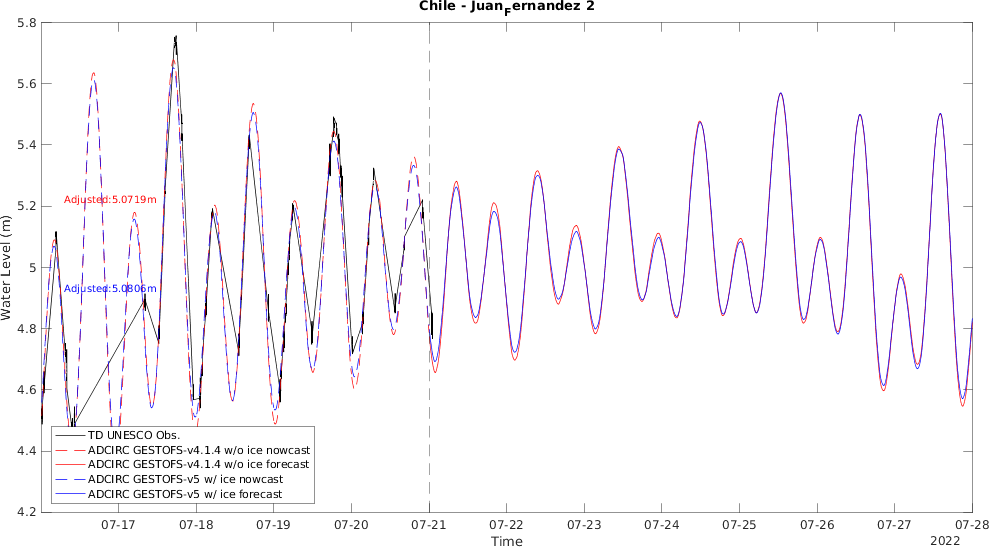 Chile - Juan_Fernandez 2
5.8
5.6
5.4
5.2
5
4.8
4.6
4.4
4.2
Water Level (m)
Adjusted:5.0719m
Adjusted:5.0806m
TD UNESCO Obs.
ADCIRC GESTOFS-v4.1.4 w/o ice nowcast
ADCIRC GESTOFS-v4.1.4 w/o ice forecast
ADCIRC GESTOFS-v5 w/ ice nowcast
ADCIRC GESTOFS-v5 w/ ice forecast
07-17 07-18 07-19 07-20 07-21 07-22 07-23 07-24 07-25 07-26 07-27 07-28
Time
2022